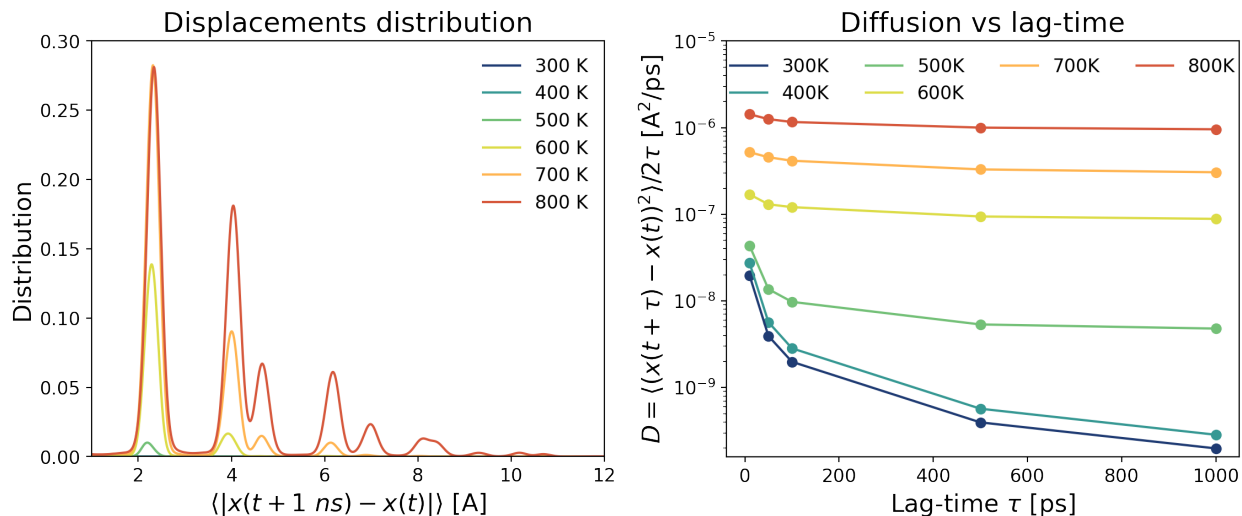 Displacements distribution
0.30
0.25
0.20
0.15
0.10
0.05
0.00
Distribution
300 K
400 K
500 K
600 K
700 K
800 K
2 4 6 8 10 12
⟨|x(t + 1 ns) − x(t)|⟩ [A]
Diffusion vs lag-time
10⁻⁵
10⁻⁶
10⁻⁷
10⁻⁸
10⁻⁹
D = ⟨(x(t + τ) − x(t))²⟩/2τ [A²/ps]
300K 500K 700K 800K
400K 600K
0 200 400 600 800 1000
Lag-time τ [ps]